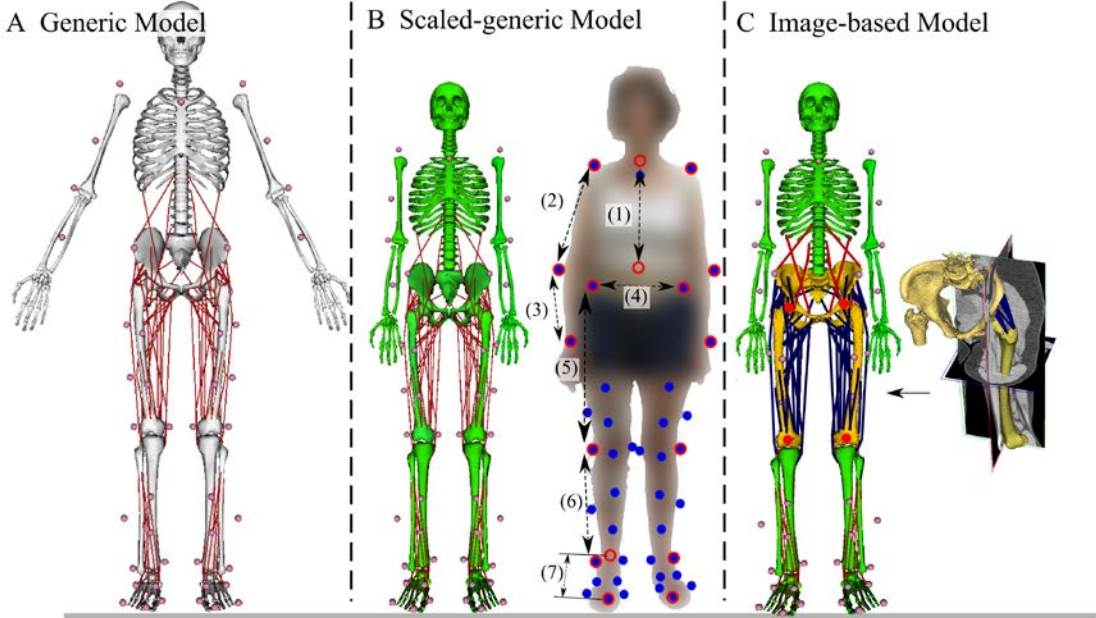 A Generic Model
B Scaled-generic Model
C Image-based Model
(1)
(2)
(3)
(4)
(5)
(6)
(7)